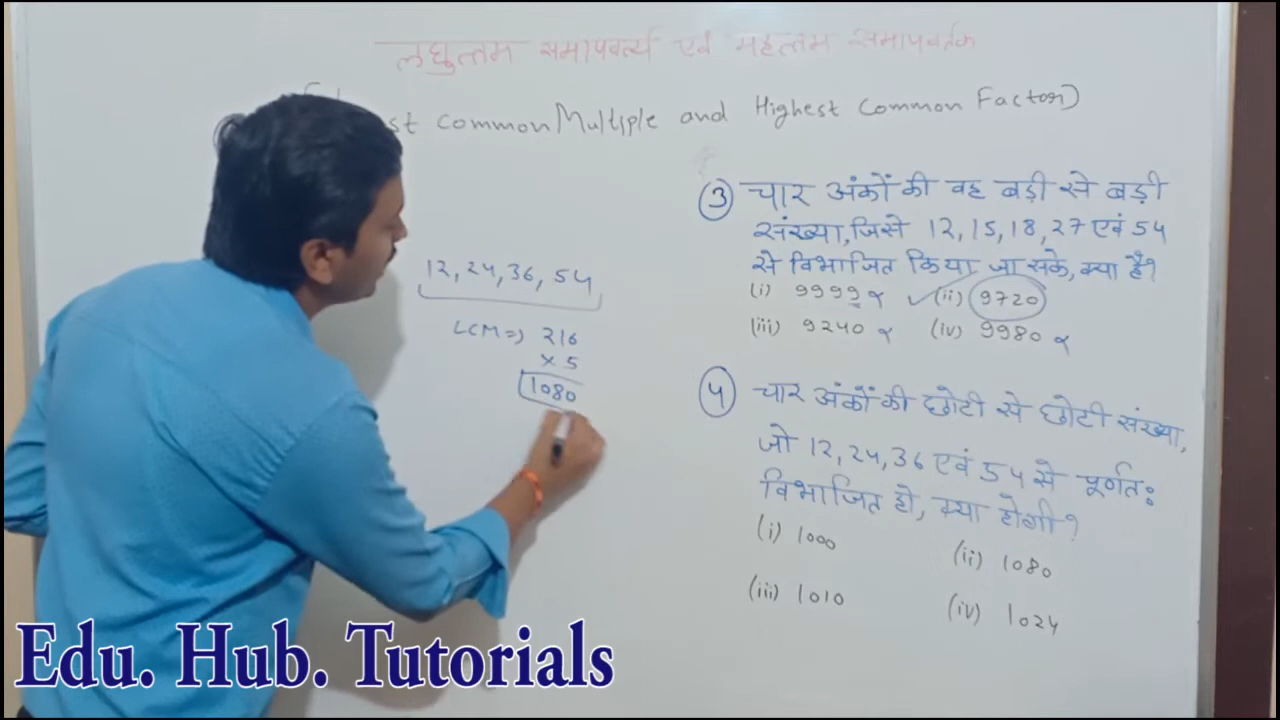 लघुत्तम समापवर्त्य एवं महत्तम समापवर्तक
st common Multiple and Highest Common Factor)
12, 24, 36, 54
LCM => 216
x 5
1080
(3) चार अंकों की वह बड़ी से बड़ी
संख्या, जिसे 12, 15, 18, 27 एवं 54
से विभाजित किया जा सके, क्या है?
(i) 9999 x ✓(ii) 9720
(iii) 9240 x (iv) 9980 x
(4) चार अंकों की छोटी से छोटी संख्या,
जो 12, 24, 36 एवं 54 से पूर्णतः
विभाजित हो, क्या होगी?
(i) 1000 (ii) 1080
(iii) 1010 (iv) 1024
Edu. Hub. Tutorials